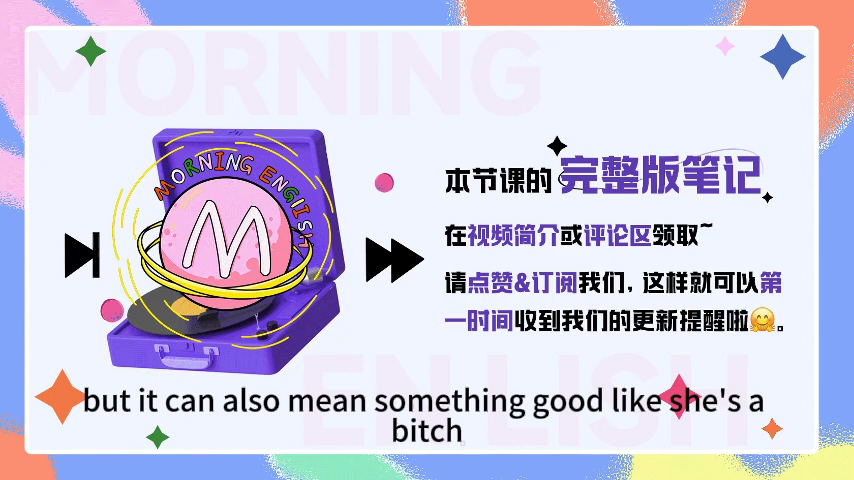 MORNING
MORNING ENGLISH
M
本节课的 完整版笔记
在视频简介或评论区领取~
请点赞&订阅我们，这样就可以第
一时间收到我们的更新提醒啦🤗。
EN LISH
but it can also mean something good like she's a
bitch